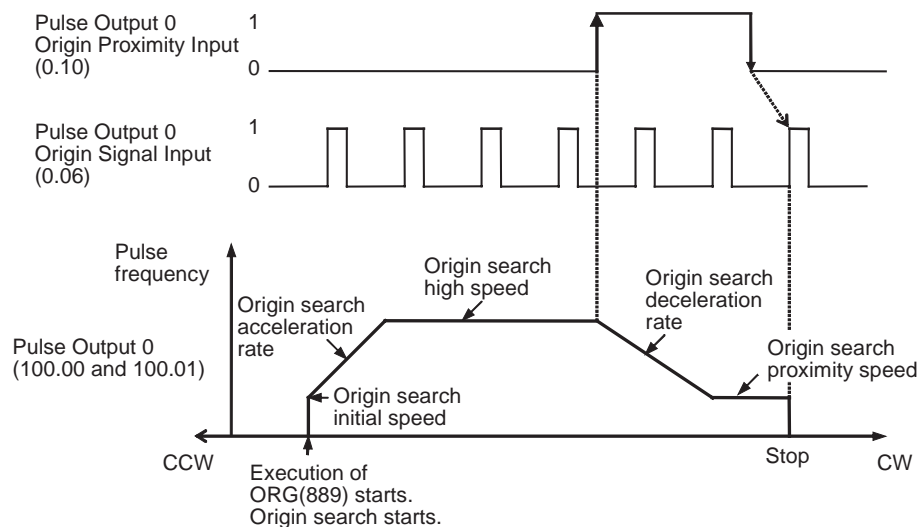 Pulse Output 0
Origin Proximity Input
(0.10)
1
0
Pulse Output 0
Origin Signal Input
(0.06)
1
0
Pulse
frequency
Origin search
high speed
Origin search
deceleration
rate
Origin search
acceleration
rate
Pulse Output 0
(100.00 and 100.01)
Origin search
proximity speed
Origin search
initial speed
CCW
Stop
CW
Execution of
ORG(889) starts.
Origin search starts.